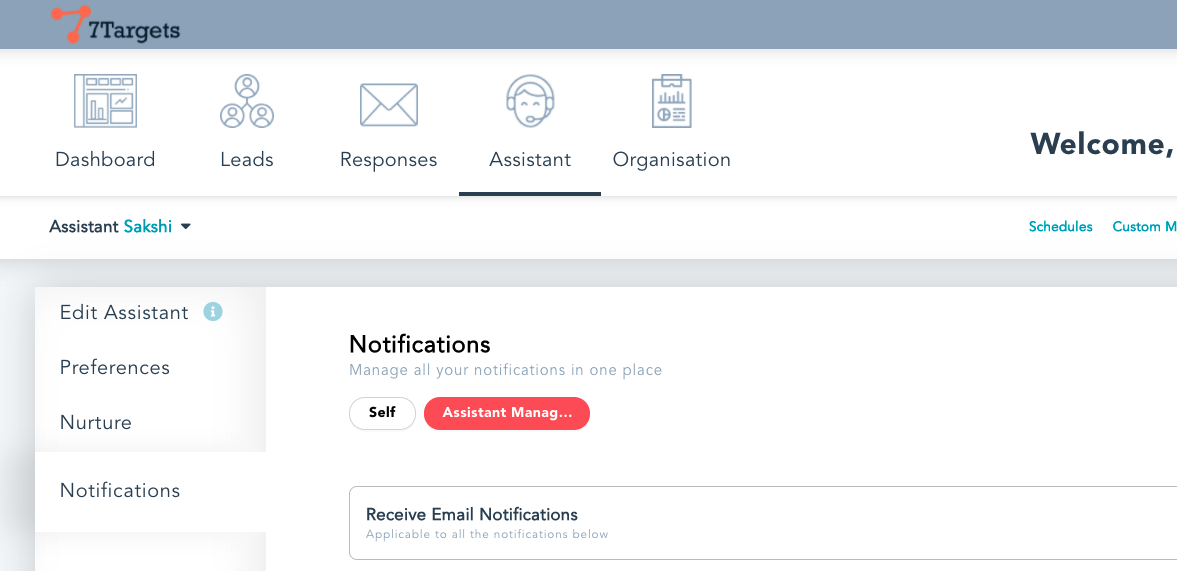 7Targets
Dashboard
Leads
Responses
Assistant
Organisation
Welcome,
Assistant Sakshi
Schedules
Custom M
Edit Assistant
Preferences
Nurture
Notifications
Notifications
Manage all your notifications in one place
Self
Assistant Manag...
Receive Email Notifications
Applicable to all the notifications below